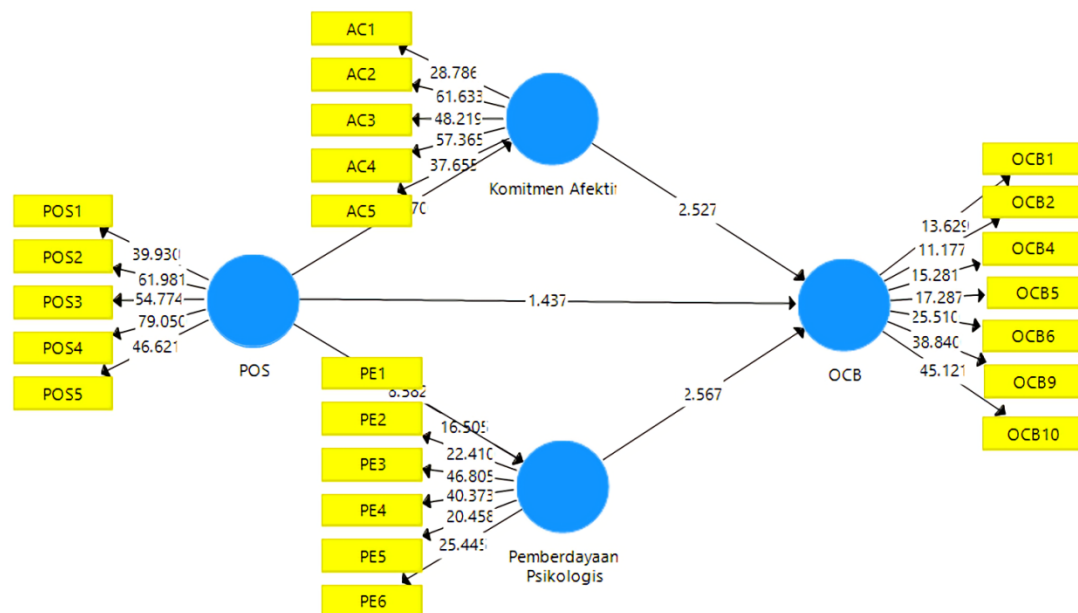 AC1
AC2
AC3
AC4
AC5
28.786
61.633
48.219
57.365
37.655
70
Komitmen Afektif
POS1
POS2
POS3
POS4
POS5
39.930
61.981
54.774
79.050
46.621
POS
2.527
1.437
2.567
PE1
PE2
PE3
PE4
PE5
PE6
16.505
22.410
46.805
40.373
20.458
25.445
Pemberdayaan
Psikologis
OCB
13.629
11.177
15.281
17.287
25.510
38.840
45.121
OCB1
OCB2
OCB4
OCB5
OCB6
OCB9
OCB10